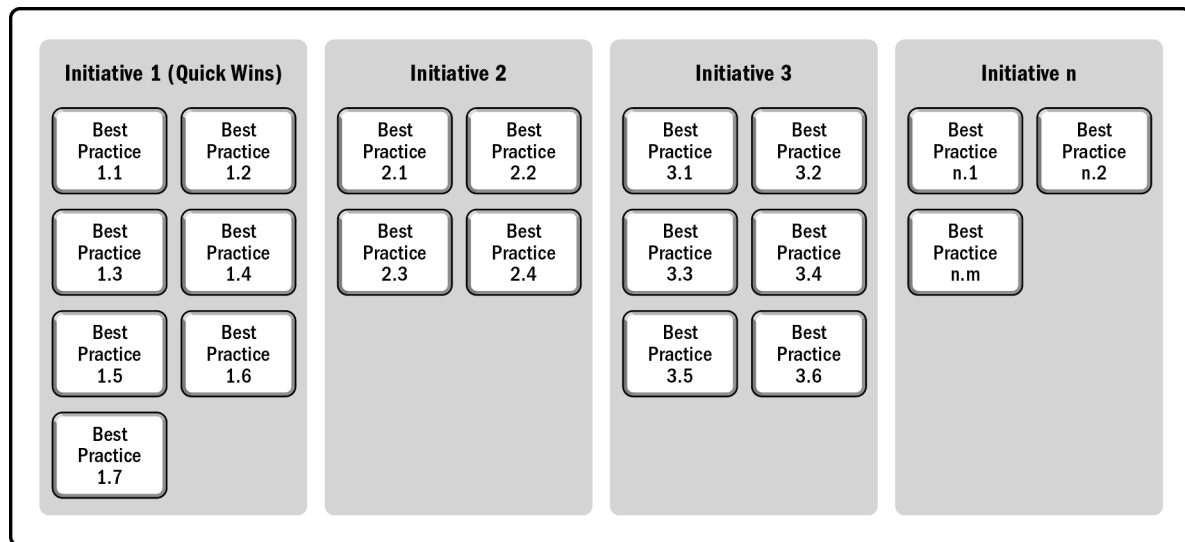 Initiative 1 (Quick Wins)
Best
Practice
1.1
Best
Practice
1.2
Best
Practice
1.3
Best
Practice
1.4
Best
Practice
1.5
Best
Practice
1.6
Best
Practice
1.7
Initiative 2
Best
Practice
2.1
Best
Practice
2.2
Best
Practice
2.3
Best
Practice
2.4
Initiative 3
Best
Practice
3.1
Best
Practice
3.2
Best
Practice
3.3
Best
Practice
3.4
Best
Practice
3.5
Best
Practice
3.6
Initiative n
Best
Practice
n.1
Best
Practice
n.2
Best
Practice
n.m